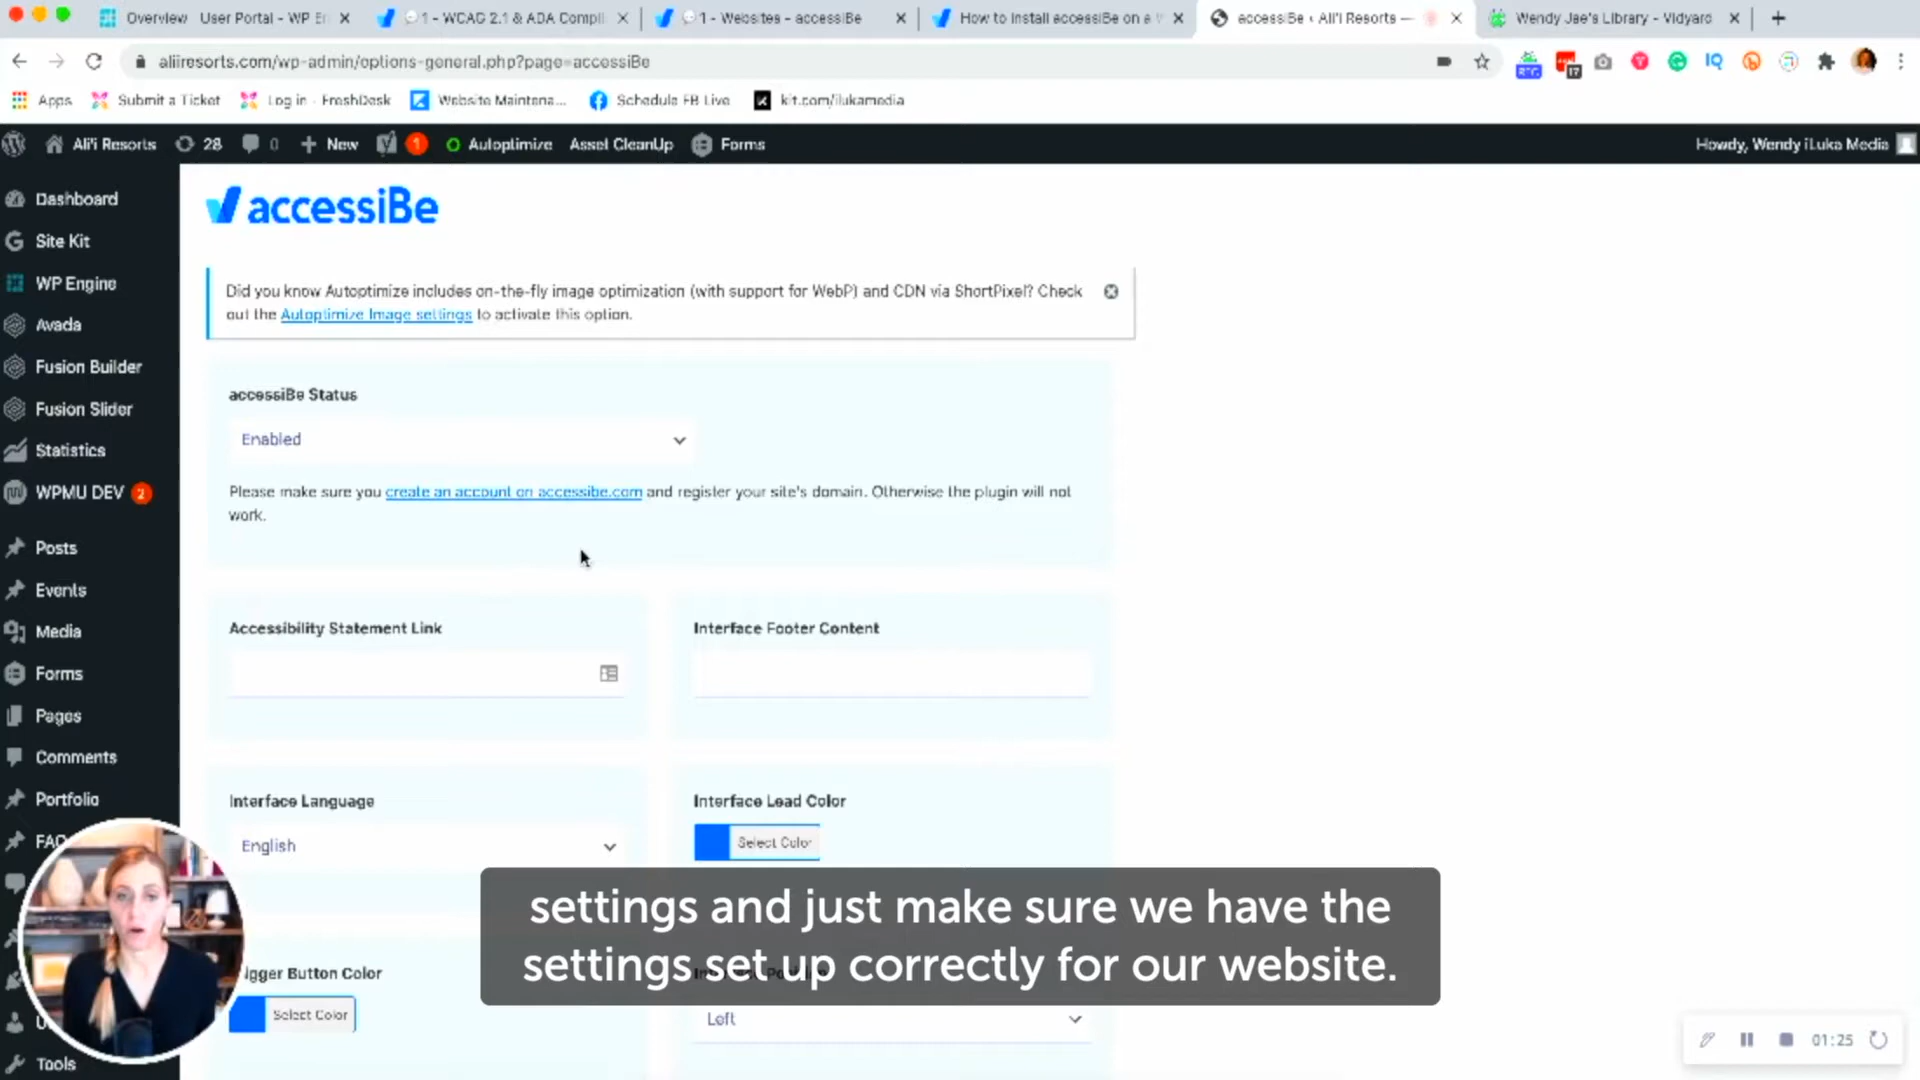 Overview User Portal - WP En
1 - WCAG 2.1 & ADA Compli
1 - Websites - accessiBe
How to install accessiBe on a
accessiBe ‹ Ali'i Resorts —
Wendy Jae's Library - Vidyard
aliiresorts.com/wp-admin/options-general.php?page=accessiBe
RTC
17
IQ
Apps
Submit a Ticket
Log in - FreshDesk
Website Maintena...
Schedule FB Live
kit.com/ilukamedia
Ali'i Resorts
28
0
New
1
Autoptimize
Asset CleanUp
Forms
Howdy, Wendy iLuka Media
Dashboard
Site Kit
WP Engine
Avada
Fusion Builder
Fusion Slider
Statistics
WPMU DEV 2
Posts
Events
Media
Forms
Pages
Comments
Portfolio
FAQ
Tools
accessiBe
Did you know Autoptimize includes on-the-fly image optimization (with support for WebP) and CDN via ShortPixel? Check
out the Autoptimize Image settings to activate this option.
accessiBe Status
Enabled
Please make sure you create an account on accessibe.com and register your site's domain. Otherwise the plugin will not
work.
Accessibility Statement Link
Interface Footer Content
Interface Language
Interface Lead Color
English
Select Color
settings and just make sure we have the
settings set up correctly for our website.
igger Button Color
Select Color
Left
01:25